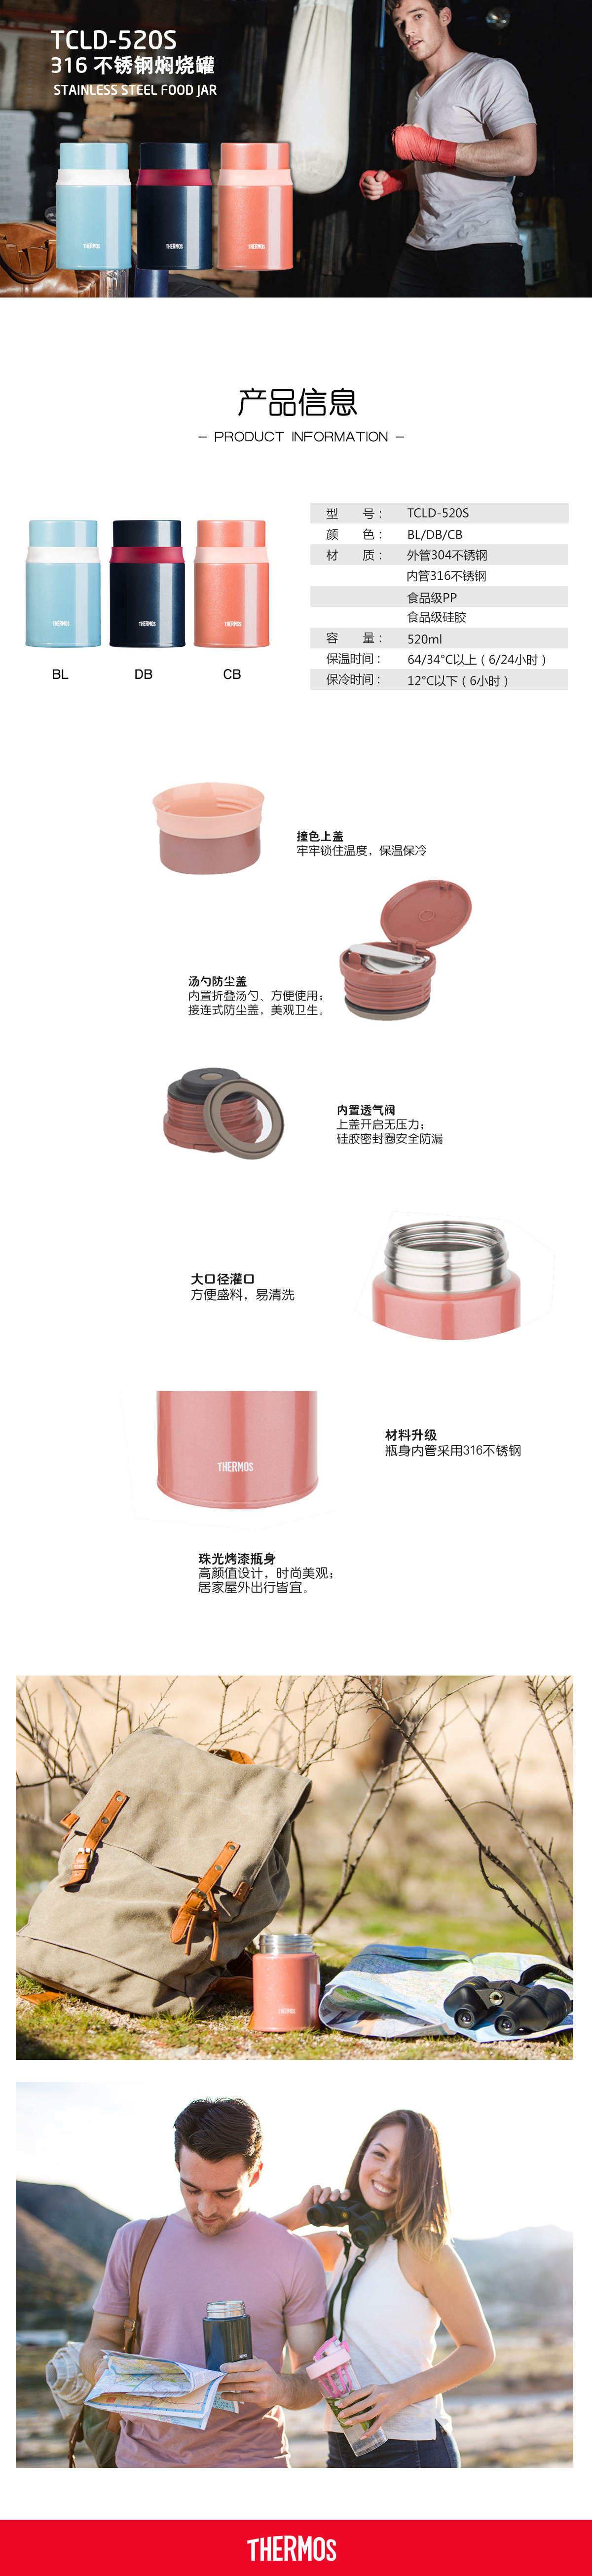 TCLD-520S
316 不锈钢焖烧罐
STAINLESS STEEL FOOD JAR
THERMOS
THERMOS
THERMOS
产品信息
- PRODUCT INFORMATION -
THERMOS
THERMOS
THERMOS
BL
DB
CB
型 号： TCLD-520S
颜 色： BL/DB/CB
材 质： 外管304不锈钢
内管316不锈钢
食品级PP
食品级硅胶
容 量： 520ml
保温时间： 64/34°C以上（6/24小时）
保冷时间： 12°C以下（6小时）
撞色上盖
牢牢锁住温度，保温保冷
汤勺防尘盖
内置折叠汤勺、方便使用；
接连式防尘盖，美观卫生。
内置透气阀
上盖开启无压力；
硅胶密封圈安全防漏
大口径灌口
方便盛料，易清洗
THERMOS
材料升级
瓶身内管采用316不锈钢
珠光烤漆瓶身
高颜值设计，时尚美观；
居家屋外出行皆宜。
THERMOS
THERMOS
THERMOS